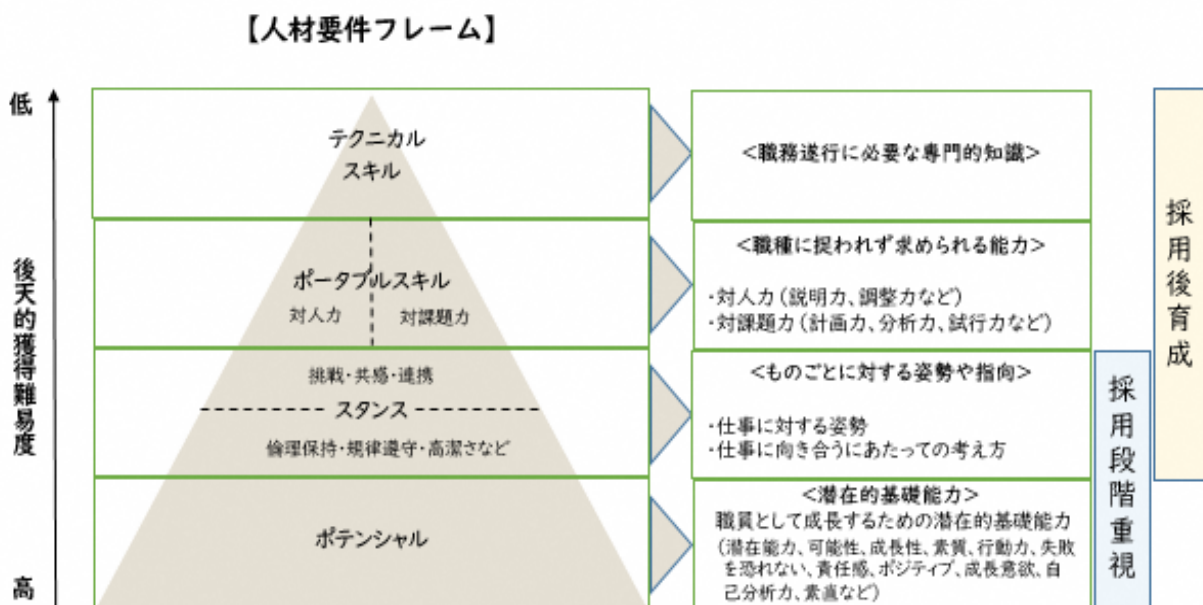 【人材要件フレーム】
低
後天的獲得難易度
高
テクニカル
スキル
<職務遂行に必要な専門的知識>
ポータブルスキル
対人力
対課題力
<職種に捉われず求められる能力>
・対人力(説明力、調整力など)
・対課題力(計画力、分析力、試行力など)
挑戦・共感・連携
スタンス
倫理保持・規律遵守・高潔さなど
<ものごとに対する姿勢や指向>
・仕事に対する姿勢
・仕事に向き合うにあたっての考え方
ポテンシャル
<潜在的基礎能力>
職員として成長するための潜在的基礎能力
(潜在能力、可能性、成長性、素質、行動力、失敗
を恐れない、責任感、ポジティブ、成長意欲、自
己分析力、素直など)
採用段階重視
採用後育成